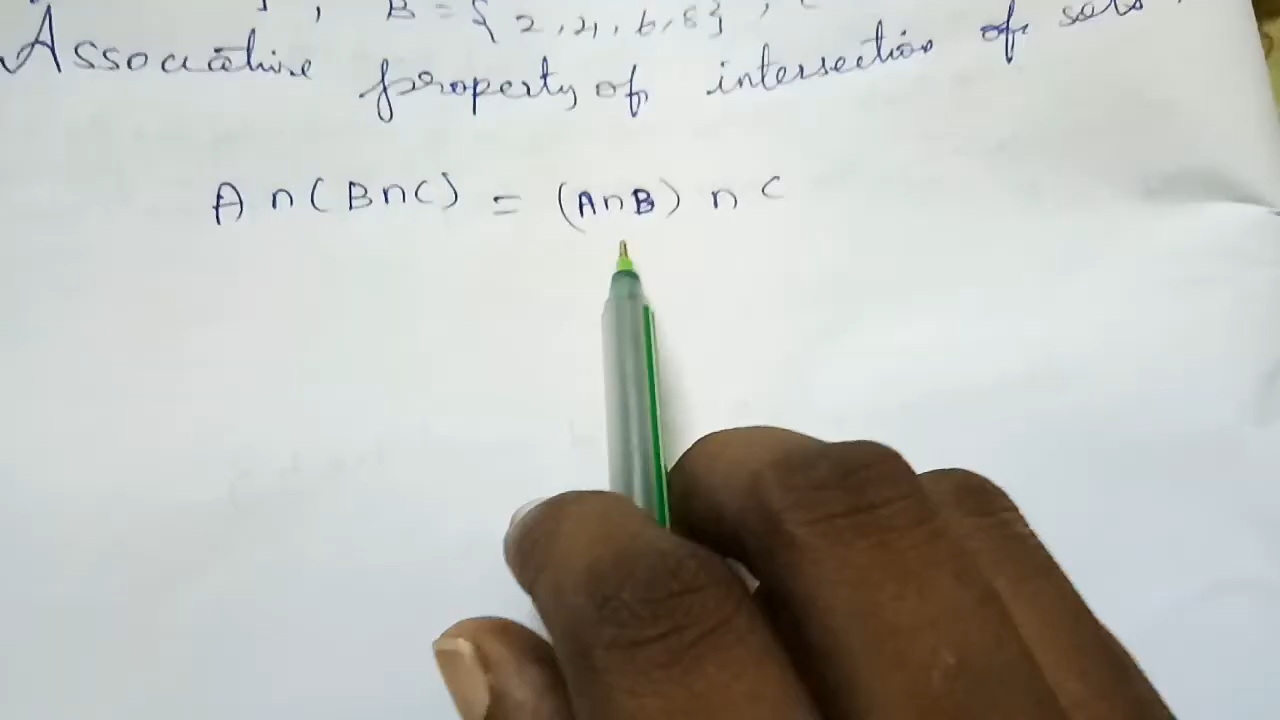 , B = {2,4,6,8} ,
Associative property of intersection of sets
A ∩ (B∩C) = (A∩B) ∩ C